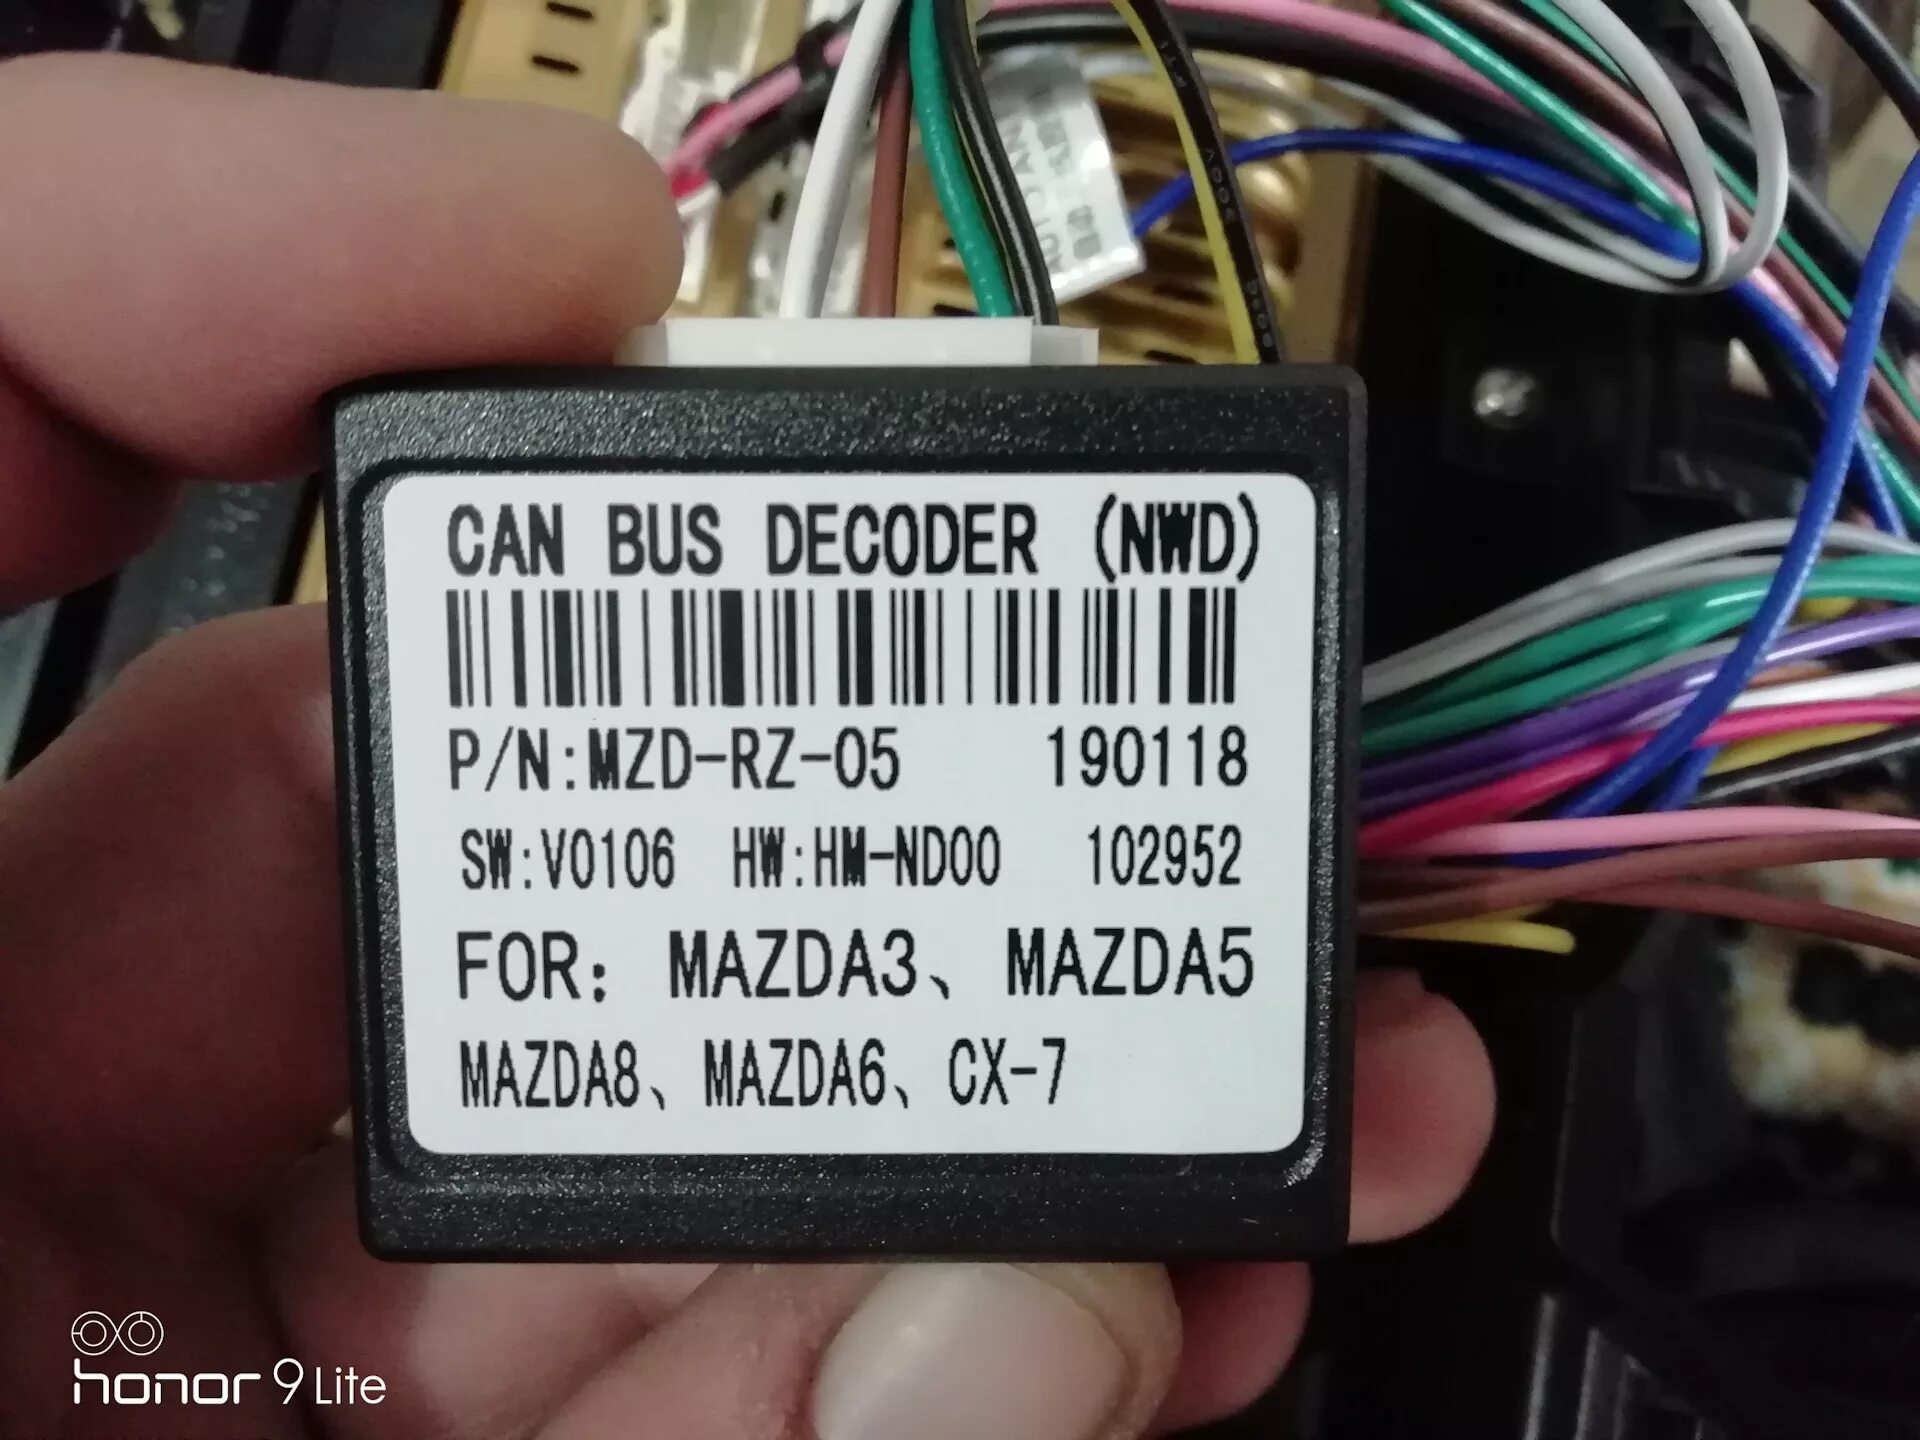 CAN BUS DECODER (NWD)
P/N:MZD-RZ-05 190118
SW:V0106 HW:HM-ND00 102952
FOR: MAZDA3、MAZDA5
MAZDA8、MAZDA6、CX-7
honor 9 Lite